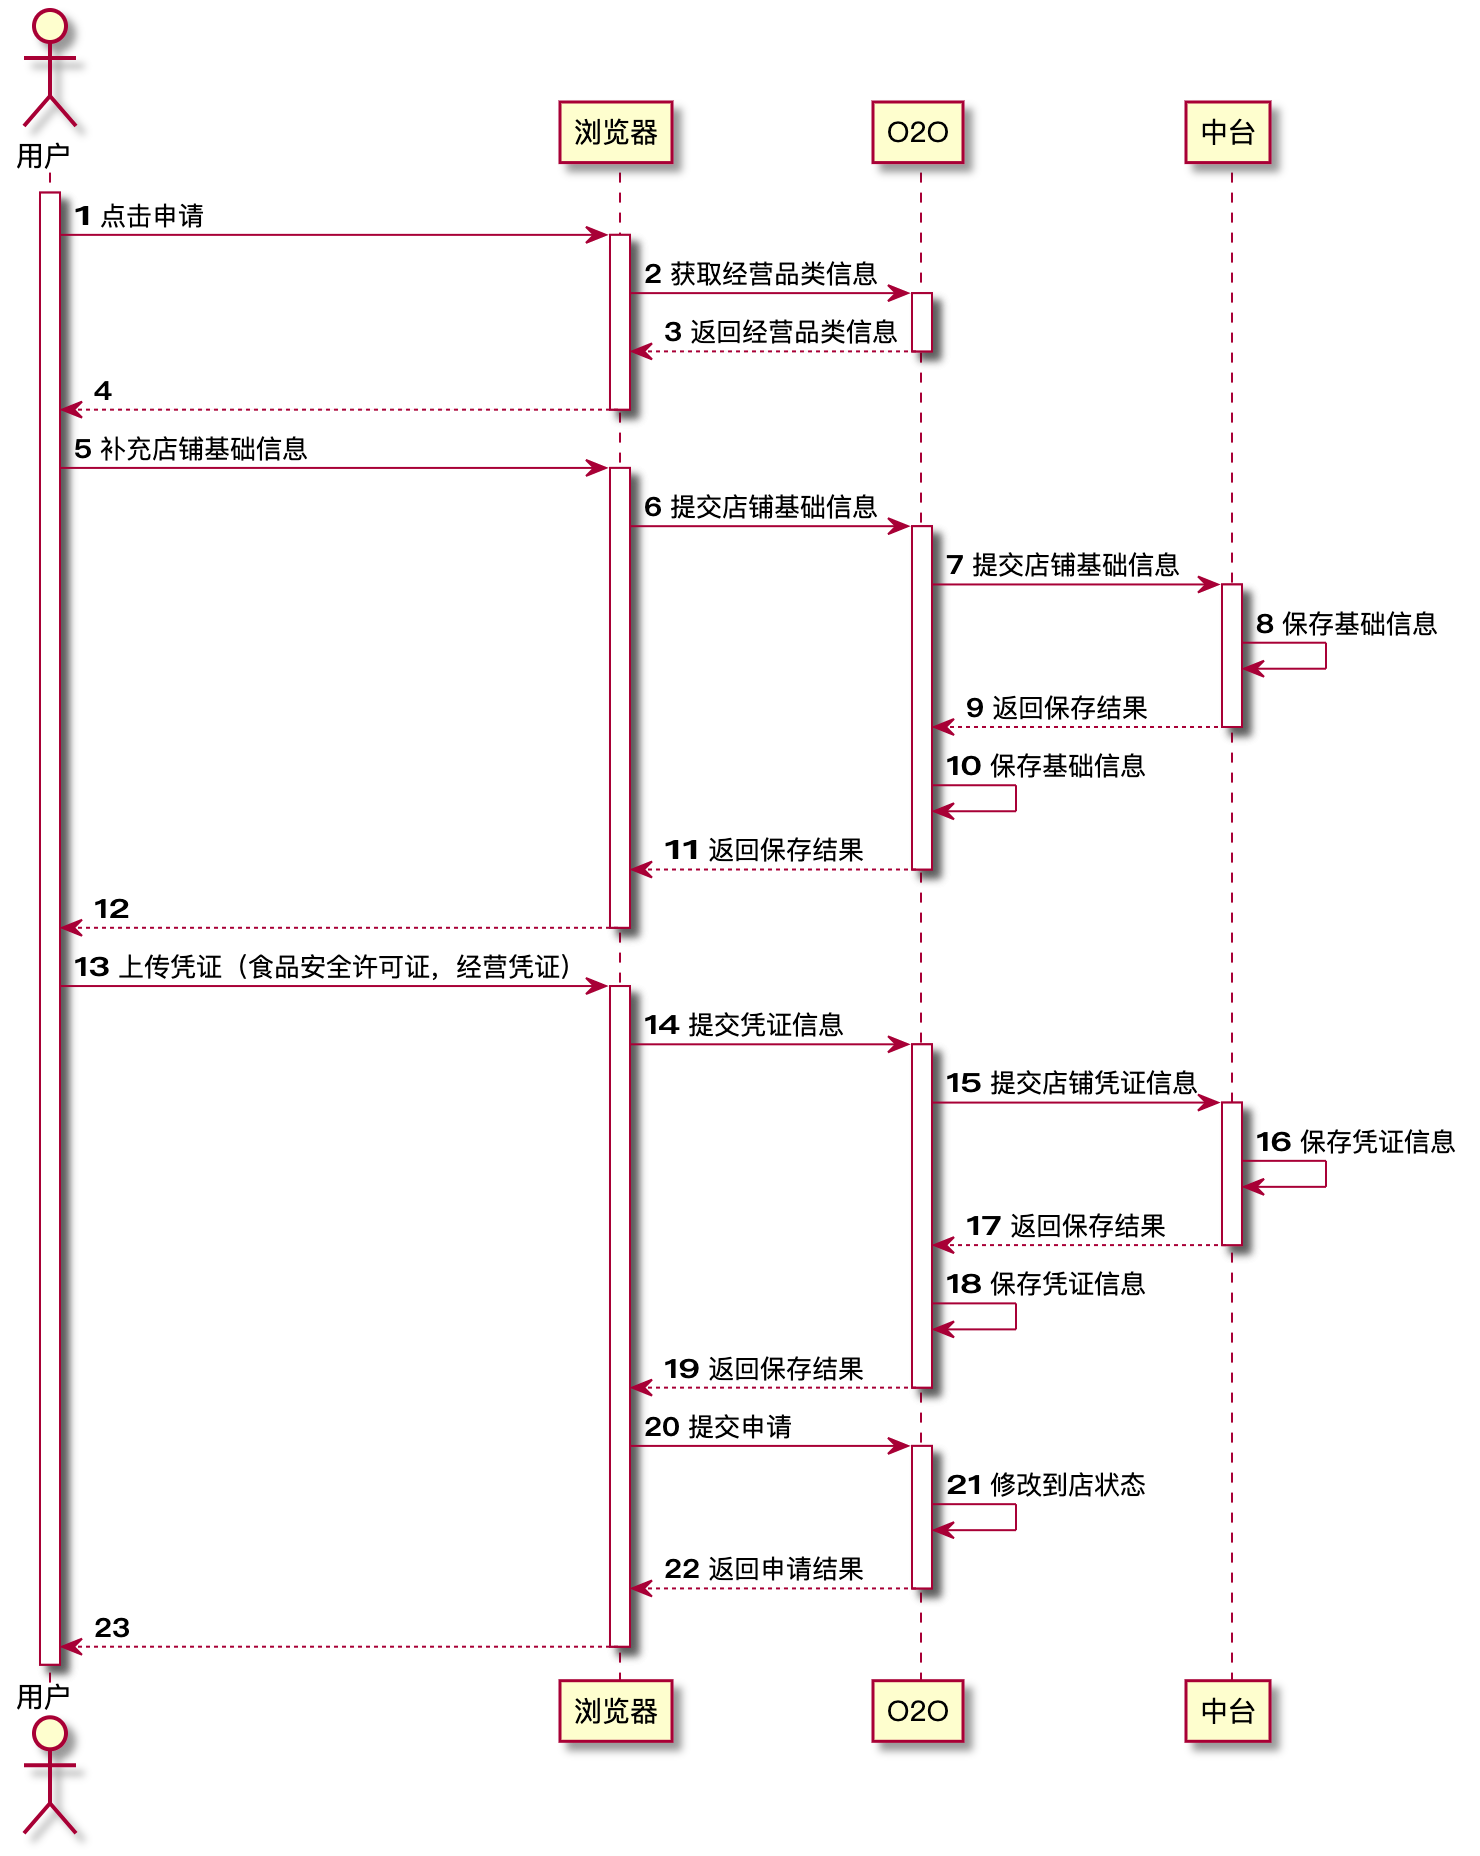 用户
浏览器
O2O
中台
1 点击申请
2 获取经营品类信息
3 返回经营品类信息
4
5 补充店铺基础信息
6 提交店铺基础信息
7 提交店铺基础信息
8 保存基础信息
9 返回保存结果
10 保存基础信息
11 返回保存结果
12
13 上传凭证（食品安全许可证，经营凭证）
14 提交凭证信息
15 提交店铺凭证信息
16 保存凭证信息
17 返回保存结果
18 保存凭证信息
19 返回保存结果
20 提交申请
21 修改到店状态
22 返回申请结果
23
用户
浏览器
O2O
中台